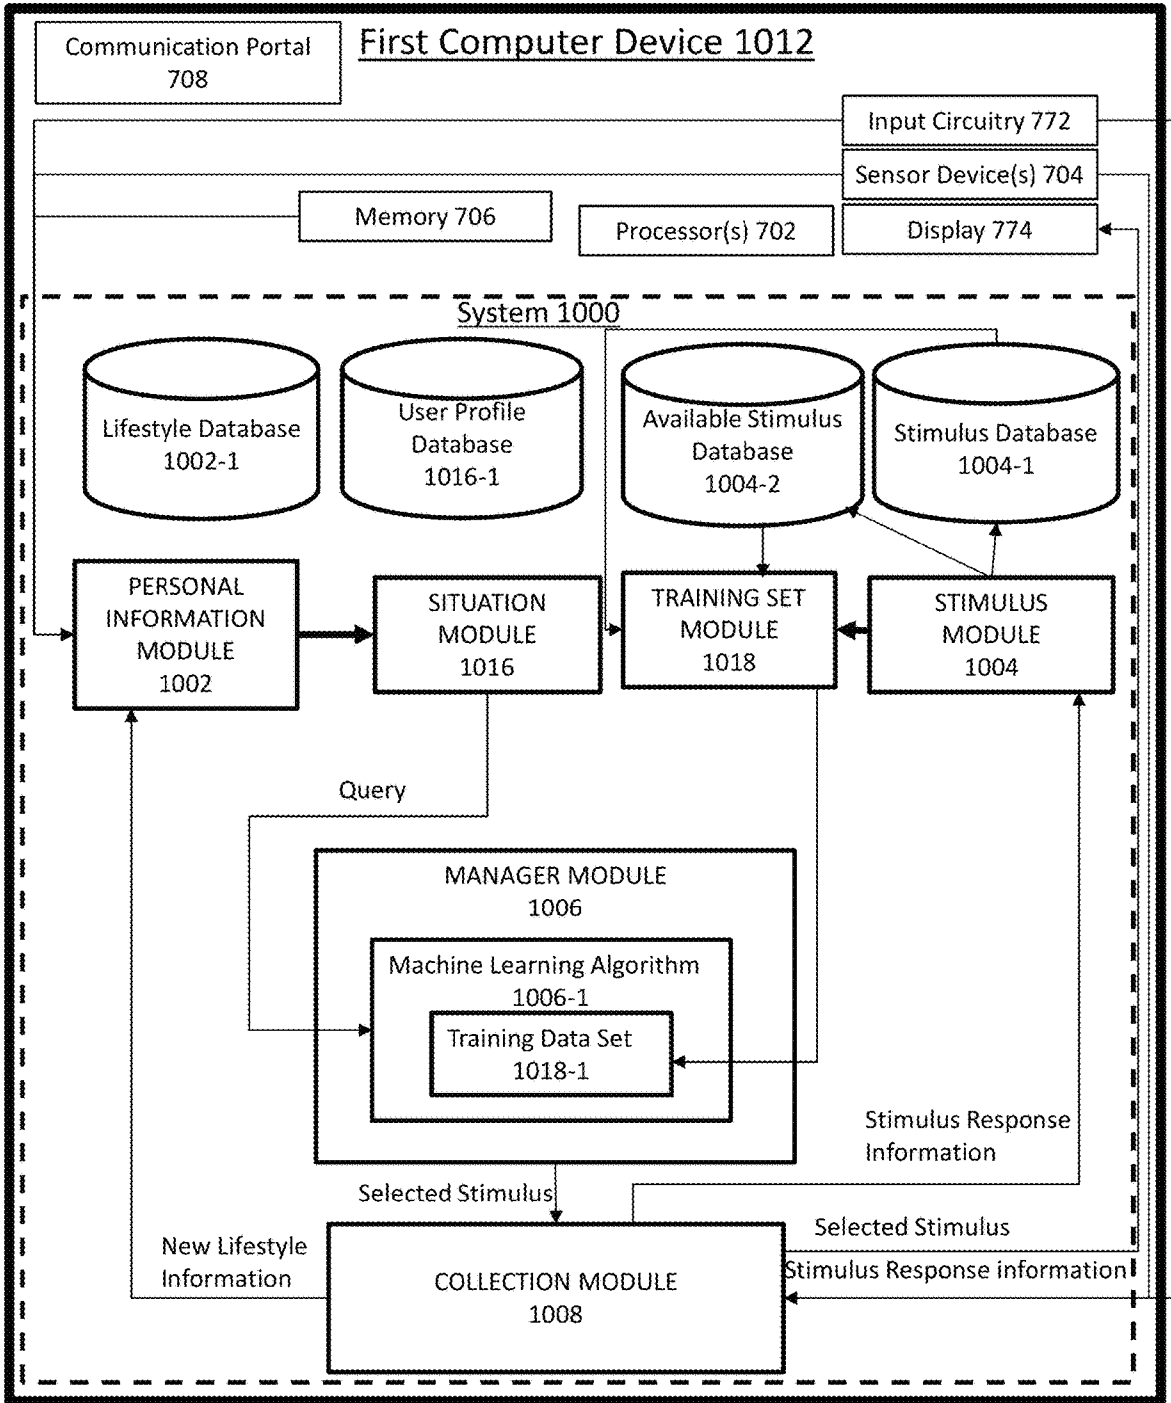 Communication Portal
708
First Computer Device 1012
Input Circuitry 772
Sensor Device(s) 704
Memory 706
Processor(s) 702
Display 774
System 1000
Lifestyle Database
1002-1
User Profile
Database
1016-1
Available Stimulus
Database
1004-2
Stimulus Database
1004-1
PERSONAL
INFORMATION
MODULE
1002
SITUATION
MODULE
1016
TRAINING SET
MODULE
1018
STIMULUS
MODULE
1004
Query
MANAGER MODULE
1006
Machine Learning Algorithm
1006-1
Training Data Set
1018-1
Stimulus Response
Information
Selected Stimulus
Selected Stimulus
New Lifestyle
Information
Stimulus Response information
COLLECTION MODULE
1008